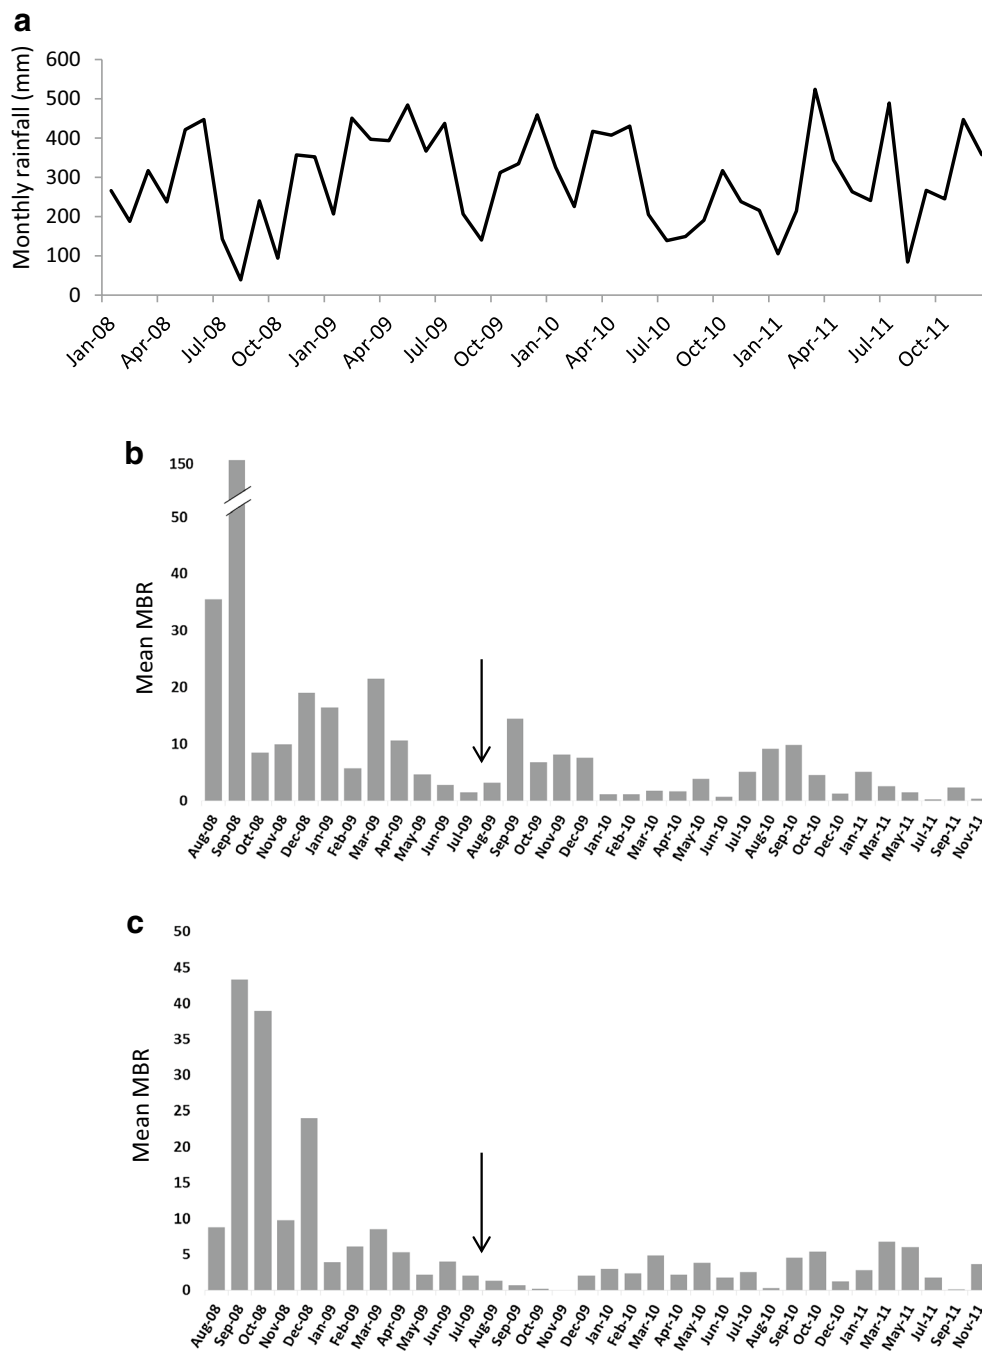 a
Monthly rainfall (mm)
600
500
400
300
200
100
0
Jan-08 Apr-08 Jul-08 Oct-08 Jan-09 Apr-09 Jul-09 Oct-09 Jan-10 Apr-10 Jul-10 Oct-10 Jan-11 Apr-11 Jul-11 Oct-11
b
Mean MBR
150
50
40
30
20
10
0
Aug-08 Sep-08 Oct-08 Nov-08 Dec-08 Jan-09 Feb-09 Mar-09 Apr-09 May-09 Jun-09 Jul-09 Aug-09 Sep-09 Oct-09 Nov-09 Dec-09 Jan-10 Feb-10 Mar-10 Apr-10 May-10 Jun-10 Jul-10 Aug-10 Sep-10 Oct-10 Dec-10 Jan-11 Mar-11 May-11 Jul-11 Sep-11 Nov-11
c
Mean MBR
50
45
40
35
30
25
20
15
10
5
0
Aug-08 Sep-08 Oct-08 Nov-08 Dec-08 Jan-09 Feb-09 Mar-09 Apr-09 May-09 Jun-09 Jul-09 Aug-09 Sep-09 Oct-09 Nov-09 Dec-09 Jan-10 Feb-10 Mar-10 Apr-10 May-10 Jun-10 Jul-10 Aug-10 Sep-10 Oct-10 Dec-10 Jan-11 Mar-11 May-11 Jul-11 Sep-11 Nov-11